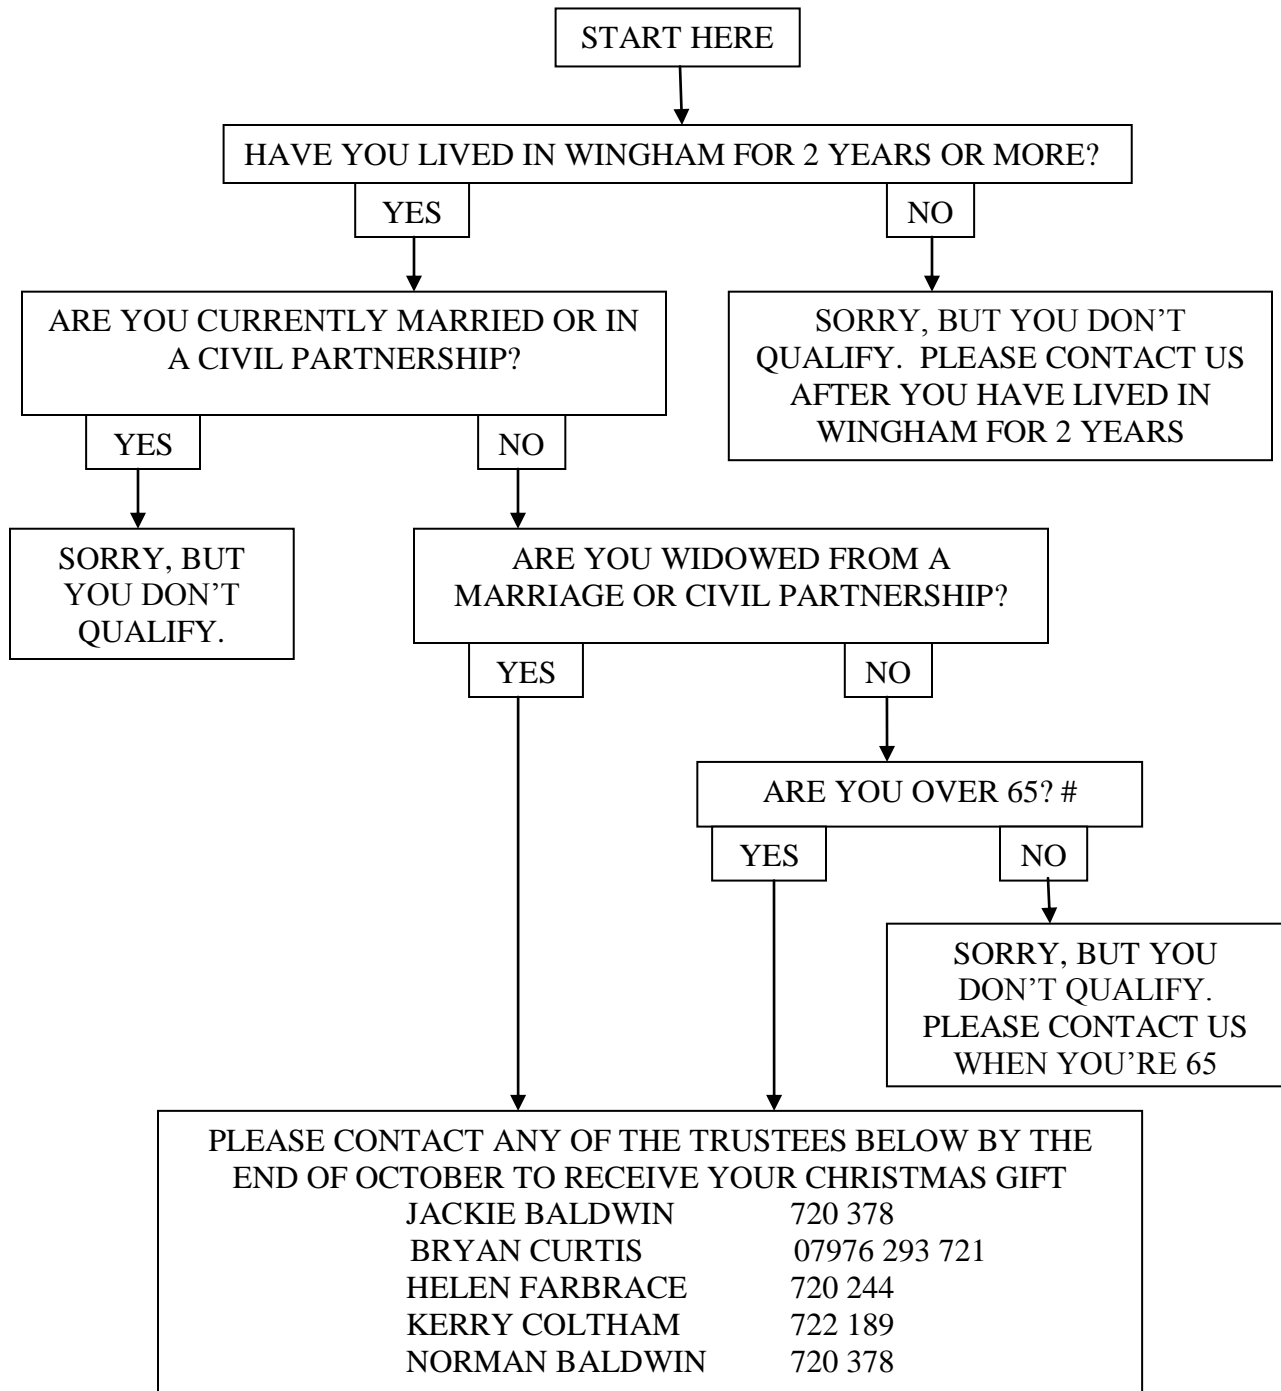 START HERE
HAVE YOU LIVED IN WINGHAM FOR 2 YEARS OR MORE?
YES
NO
ARE YOU CURRENTLY MARRIED OR IN
A CIVIL PARTNERSHIP?
SORRY, BUT YOU DON'T
QUALIFY.  PLEASE CONTACT US
AFTER YOU HAVE LIVED IN
WINGHAM FOR 2 YEARS
YES
NO
SORRY, BUT
YOU DON'T
QUALIFY.
ARE YOU WIDOWED FROM A
MARRIAGE OR CIVIL PARTNERSHIP?
YES
NO
ARE YOU OVER 65? #
YES
NO
SORRY, BUT YOU
DON'T QUALIFY.
PLEASE CONTACT US
WHEN YOU'RE 65
PLEASE CONTACT ANY OF THE TRUSTEES BELOW BY THE
END OF OCTOBER TO RECEIVE YOUR CHRISTMAS GIFT
JACKIE BALDWIN 720 378
BRYAN CURTIS 07976 293 721
HELEN FARBRACE 720 244
KERRY COLTHAM 722 189
NORMAN BALDWIN 720 378